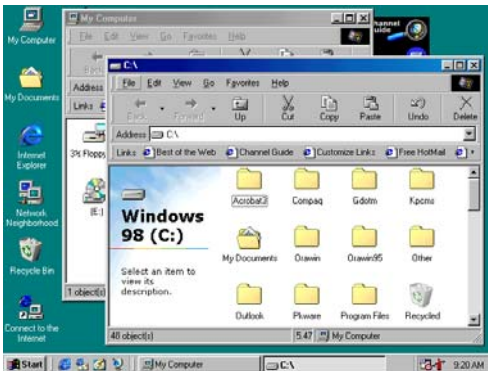 My Computer
My Documents
Internet
Explorer
Network
Neighborhood
Recycle Bin
Connect to the
Internet
My Computer
File Edit View Go Favorites Help
Back
Address
Links
3½ Floppy
(E:)
1 object(s)
C:\
File Edit View Go Favorites Help
Back Forward Up Cut Copy Paste Undo Delete
Address C:\
Links Best of the Web Channel Guide Customize Links Free HotMail
Windows
98 (C:)
Select an item to
view its
description.
Acrobat3 Compaq Gdotm Kpcms
My Documents Orawin Orawin95 Other
Outlook Pkware Program Files Recycled
40 object(s) 5.47 My Computer
Start My Computer C:\ 9:20 AM